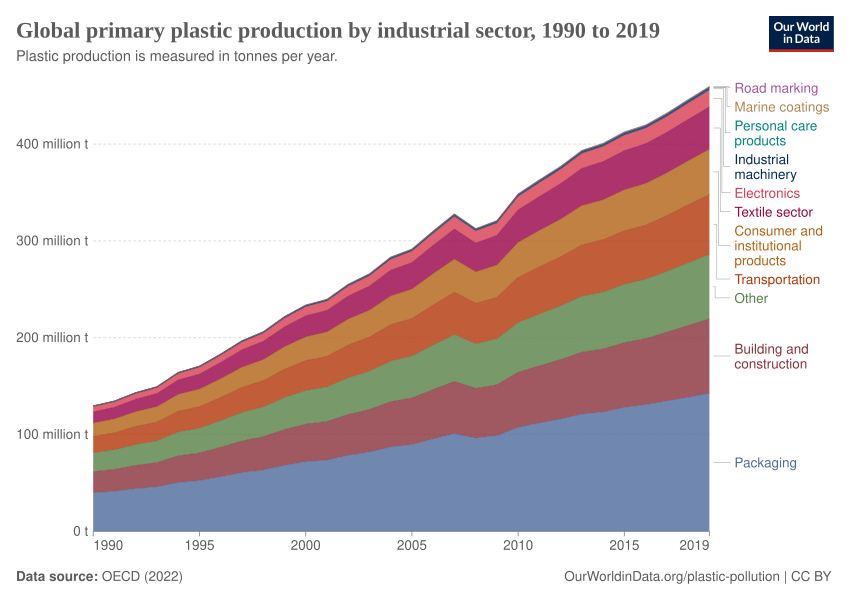 Global primary plastic production by industrial sector, 1990 to 2019
Plastic production is measured in tonnes per year.
Our World
in Data
400 million t
300 million t
200 million t
100 million t
0 t
1990
1995
2000
2005
2010
2015
2019
Road marking
Marine coatings
Personal care
products
Industrial
machinery
Electronics
Textile sector
Consumer and
institutional
products
Transportation
Other
Building and
construction
Packaging
Data source: OECD (2022)
OurWorldinData.org/plastic-pollution | CC BY